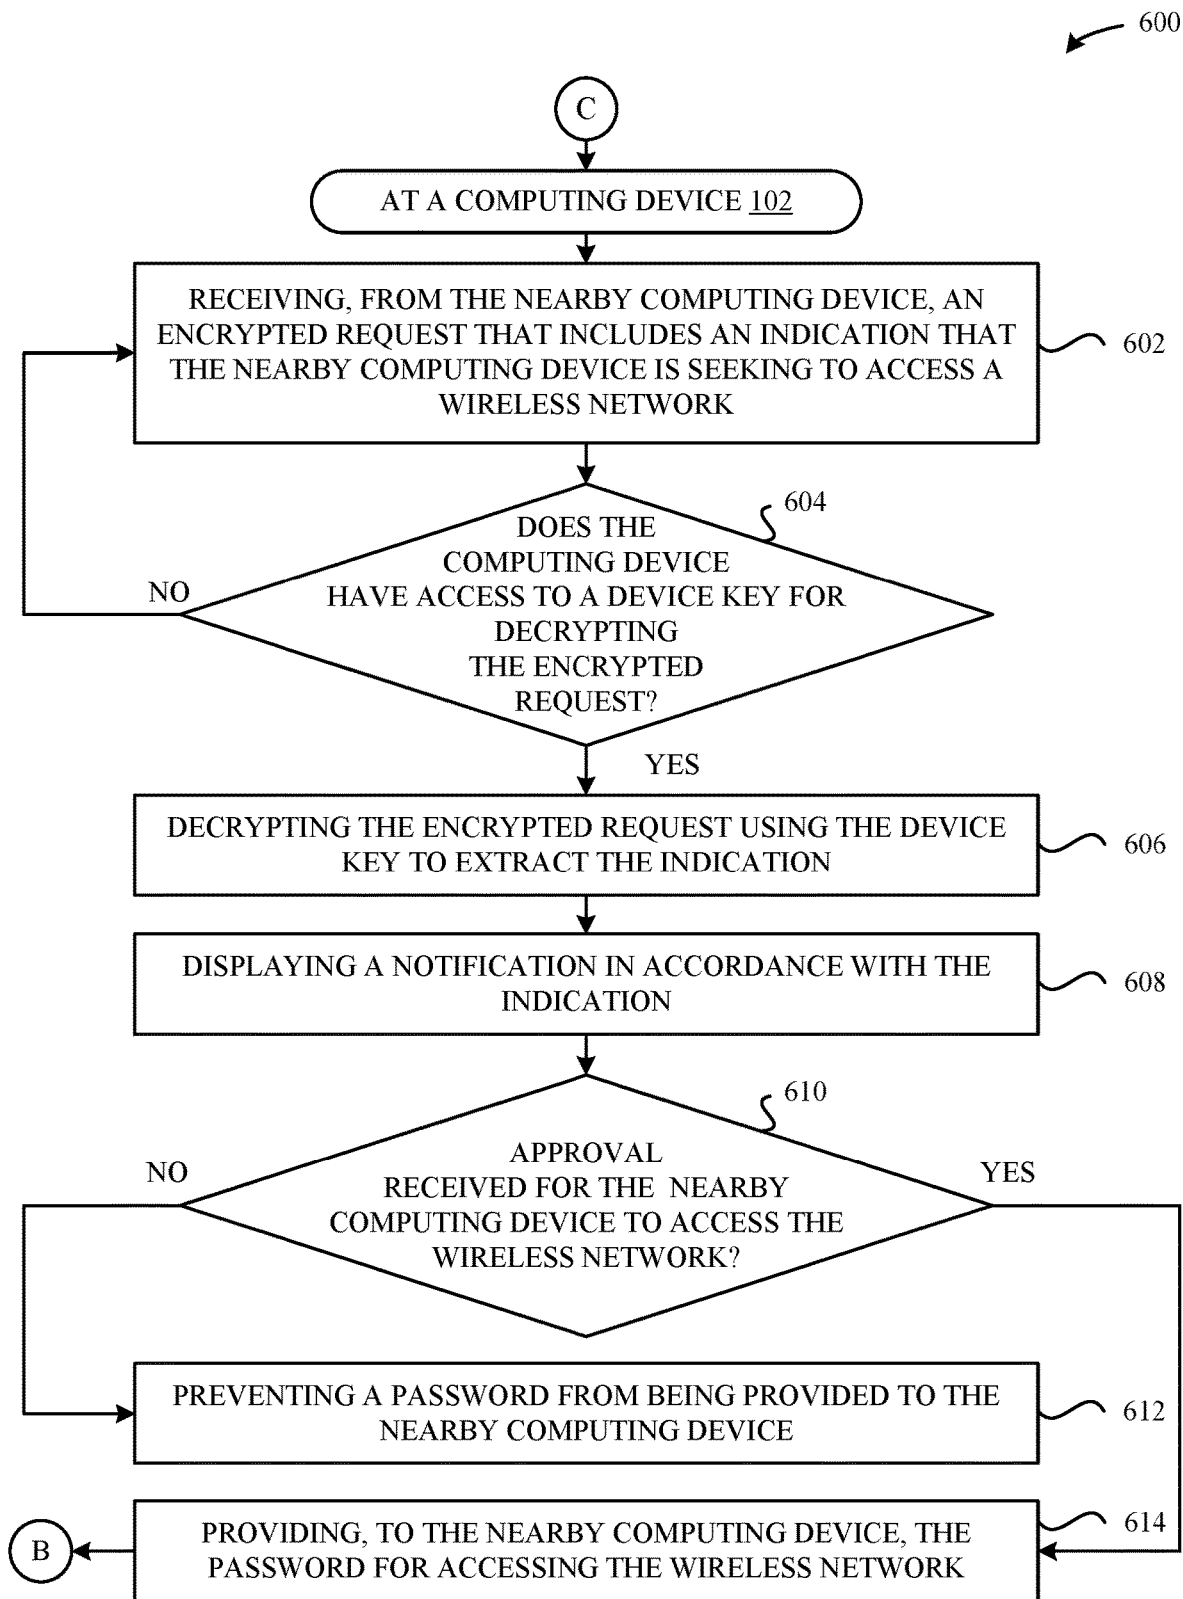 600
C
AT A COMPUTING DEVICE 102
RECEIVING, FROM THE NEARBY COMPUTING DEVICE, AN
ENCRYPTED REQUEST THAT INCLUDES AN INDICATION THAT
THE NEARBY COMPUTING DEVICE IS SEEKING TO ACCESS A
WIRELESS NETWORK
602
604
DOES THE
COMPUTING DEVICE
HAVE ACCESS TO A DEVICE KEY FOR
DECRYPTING
THE ENCRYPTED
REQUEST?
NO
YES
DECRYPTING THE ENCRYPTED REQUEST USING THE DEVICE
KEY TO EXTRACT THE INDICATION
606
DISPLAYING A NOTIFICATION IN ACCORDANCE WITH THE
INDICATION
608
610
APPROVAL
RECEIVED FOR THE NEARBY
COMPUTING DEVICE TO ACCESS THE
WIRELESS NETWORK?
NO
YES
PREVENTING A PASSWORD FROM BEING PROVIDED TO THE
NEARBY COMPUTING DEVICE
612
PROVIDING, TO THE NEARBY COMPUTING DEVICE, THE
PASSWORD FOR ACCESSING THE WIRELESS NETWORK
614
B